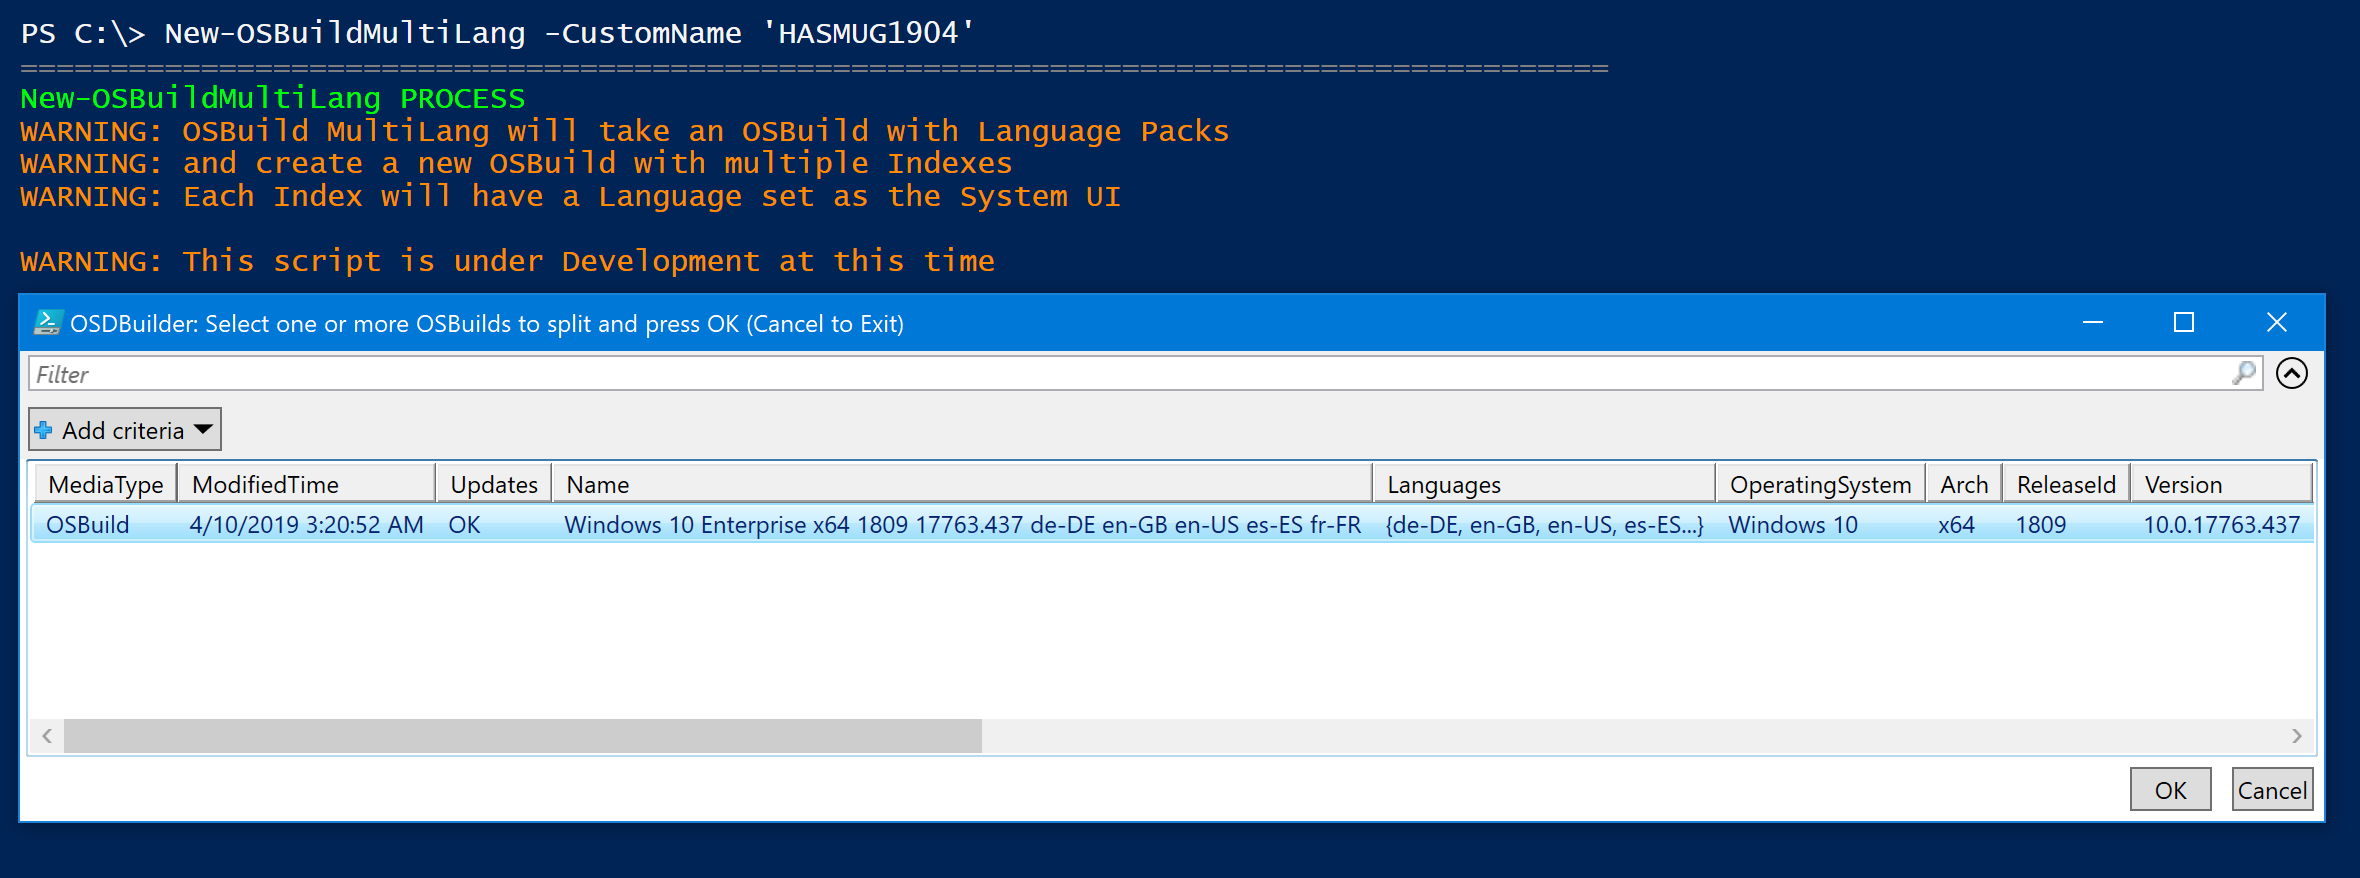 PS C:\> New-OSBuildMultiLang -CustomName 'HASMUG1904'
========================================================================================
New-OSBuildMultiLang PROCESS
WARNING: OSBuild MultiLang will take an OSBuild with Language Packs
WARNING: and create a new OSBuild with multiple Indexes
WARNING: Each Index will have a Language set as the System UI
WARNING: This script is under Development at this time
OSDBuilder: Select one or more OSBuilds to split and press OK (Cancel to Exit)
Filter
Add criteria
MediaType ModifiedTime Updates Name Languages OperatingSystem Arch ReleaseId Version
OSBuild 4/10/2019 3:20:52 AM OK Windows 10 Enterprise x64 1809 17763.437 de-DE en-GB en-US es-ES fr-FR {de-DE, en-GB, en-US, es-ES...} Windows 10 x64 1809 10.0.17763.437
OK Cancel